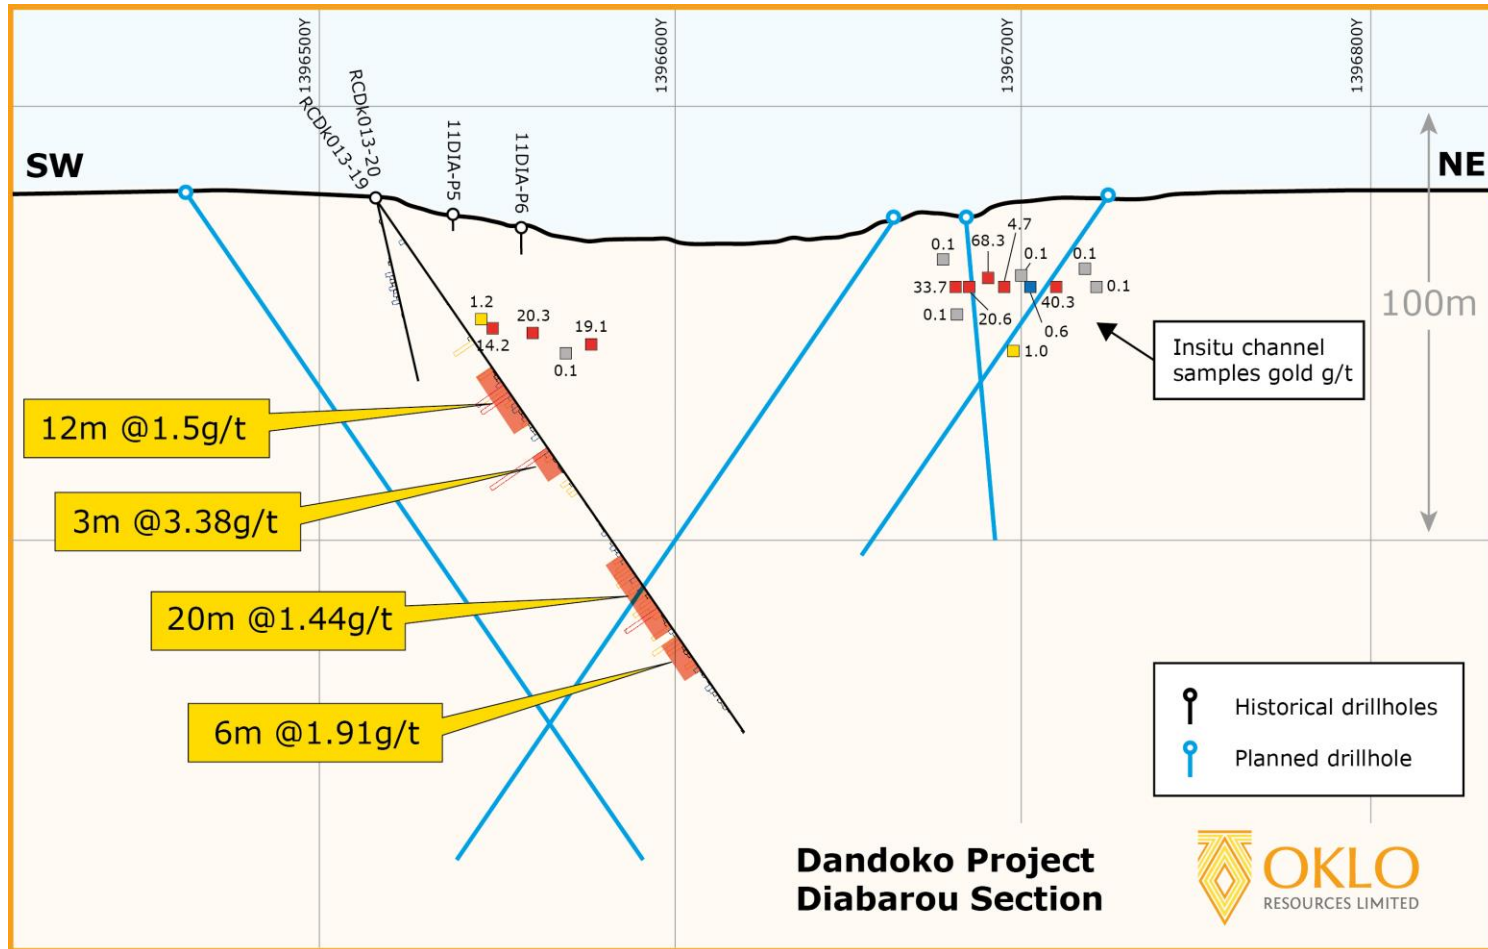 1396500Y
1396600Y
1396700Y
1396800Y
RCDk013-20
RCDk013-19
11DIA-P5
11DIA-P6
SW
NE
4.7
68.3
0.1
0.1
0.1
33.7
40.3
0.1
0.1
20.6
0.6
1.0
1.2
20.3
19.1
14.2
0.1
100m
Insitu channel
samples gold g/t
12m @1.5g/t
3m @3.38g/t
20m @1.44g/t
6m @1.91g/t
Historical drillholes
Planned drillhole
Dandoko Project
Diabarou Section
OKLO
RESOURCES LIMITED